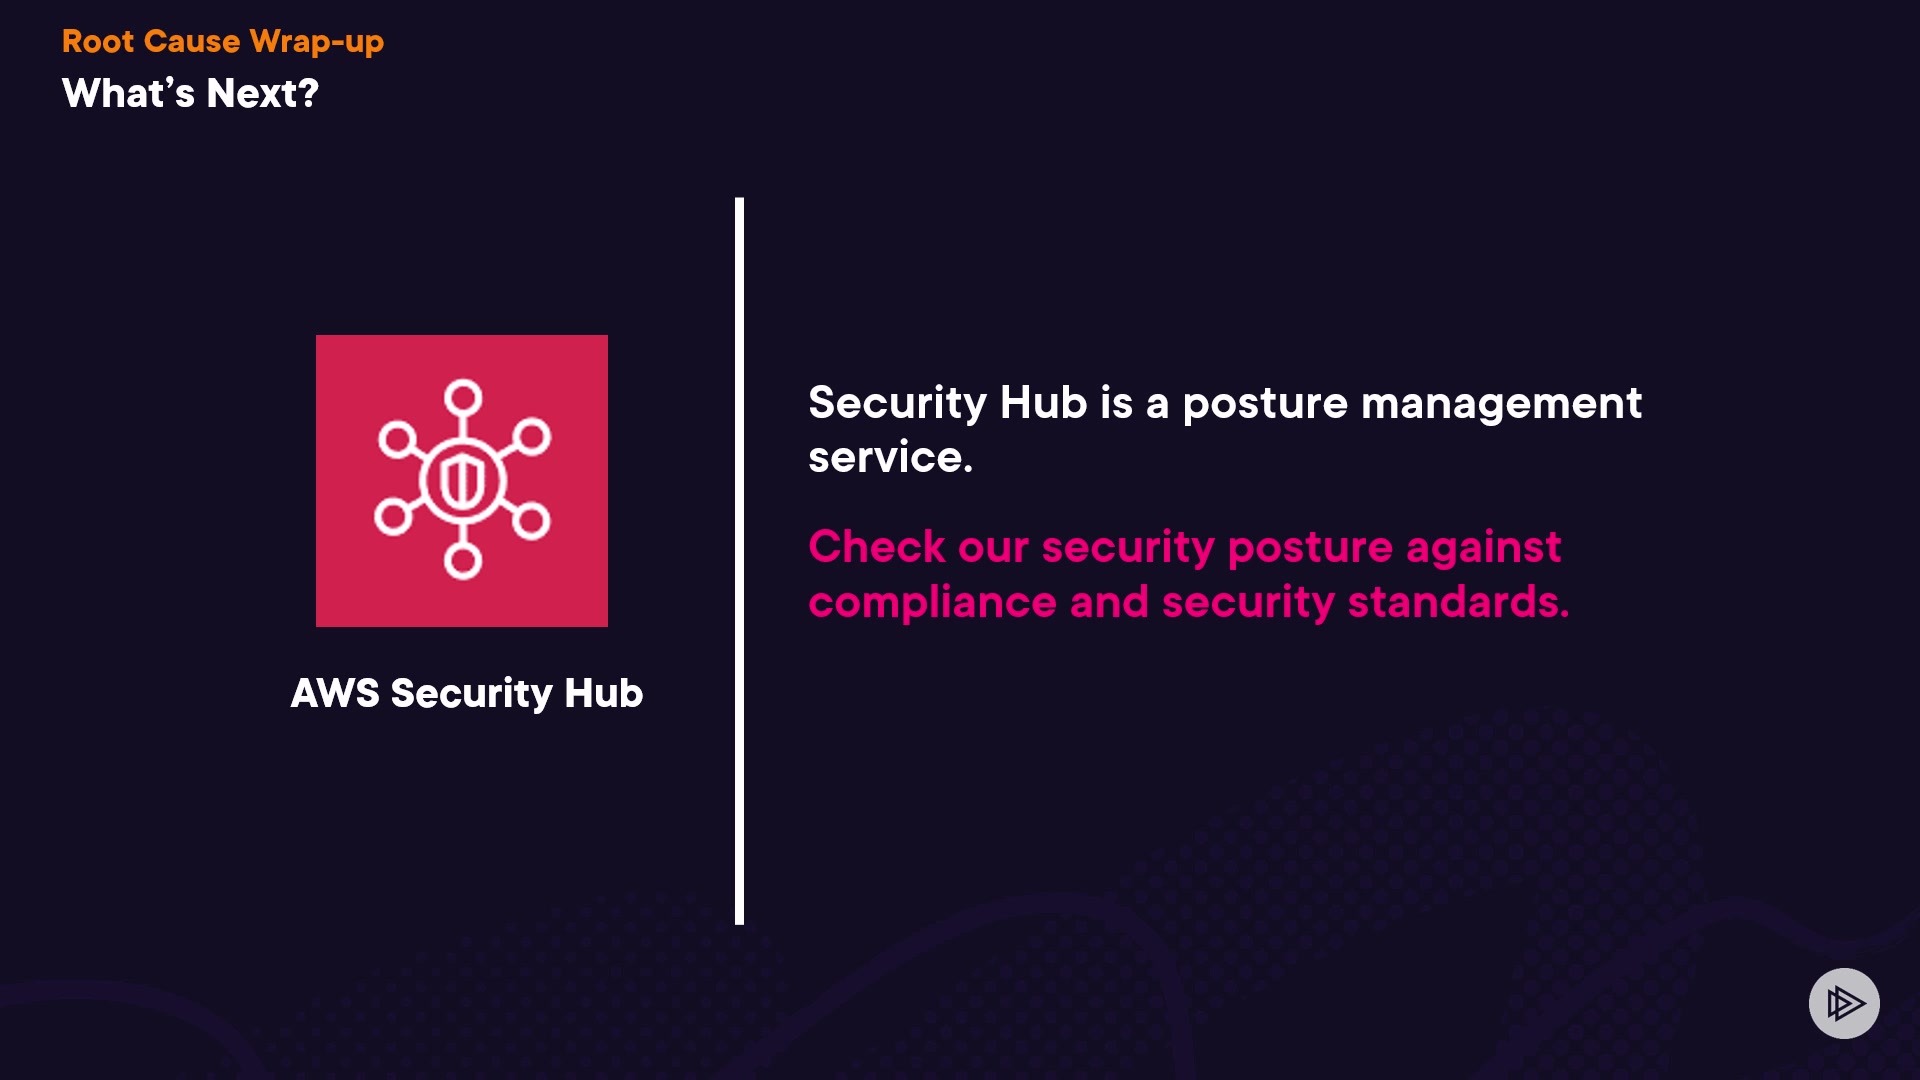 Root Cause Wrap-up
What’s Next?
AWS Security Hub
Security Hub is a posture management
service.
Check our security posture against
compliance and security standards.